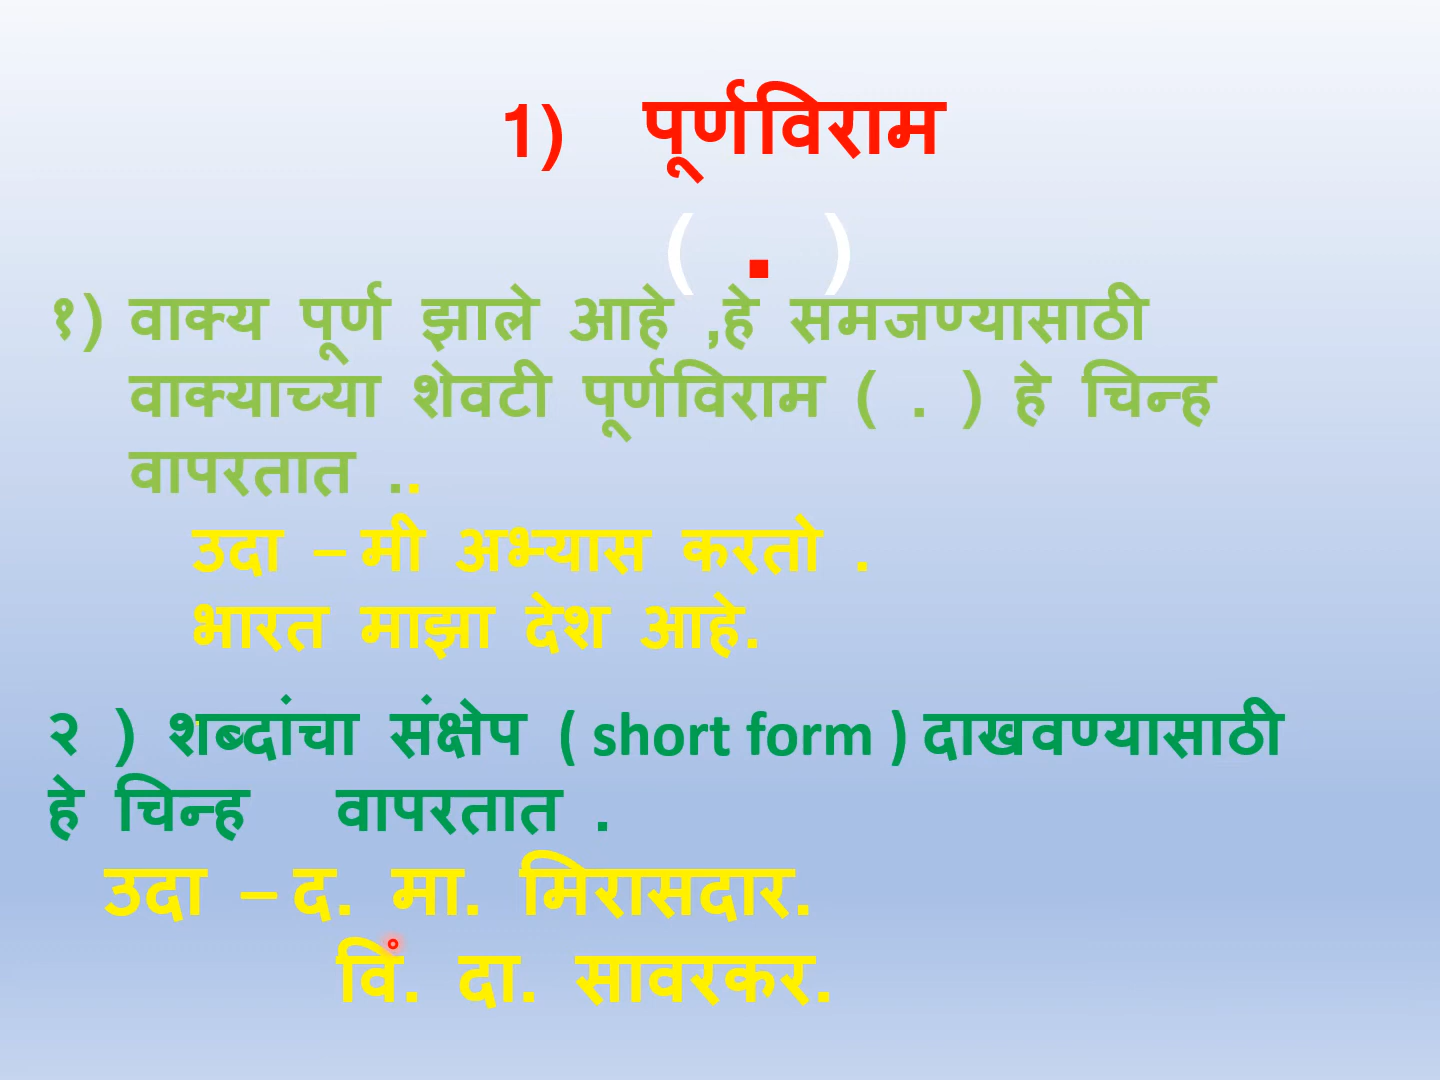 1) पूर्णविराम
( . )
१) वाक्य पूर्ण झाले आहे ,हे समजण्यासाठी
वाक्याच्या शेवटी पूर्णविराम ( . ) हे चिन्ह
वापरतात ..
उदा – मी अभ्यास करतो .
भारत माझा देश आहे.
२ ) शब्दांचा संक्षेप ( short form ) दाखवण्यासाठी
हे चिन्ह वापरतात .
उदा – द. मा. मिरासदार.
वि. दा. सावरकर.